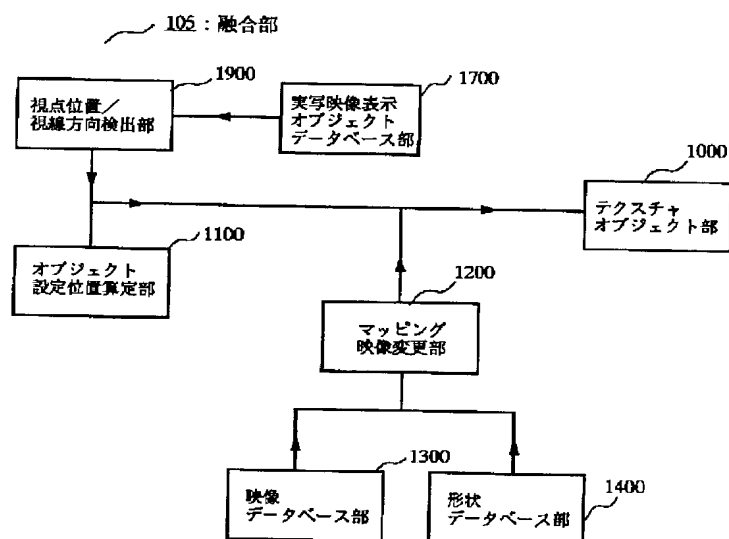 105：融合部
1900
視点位置／
視線方向検出部
1700
実写映像表示
オブジェクト
データベース部
1000
テクスチャ
オブジェクト部
1100
オブジェクト
設定位置算定部
1200
マッピング
映像変更部
1300
映像
データベース部
1400
形状
データベース部